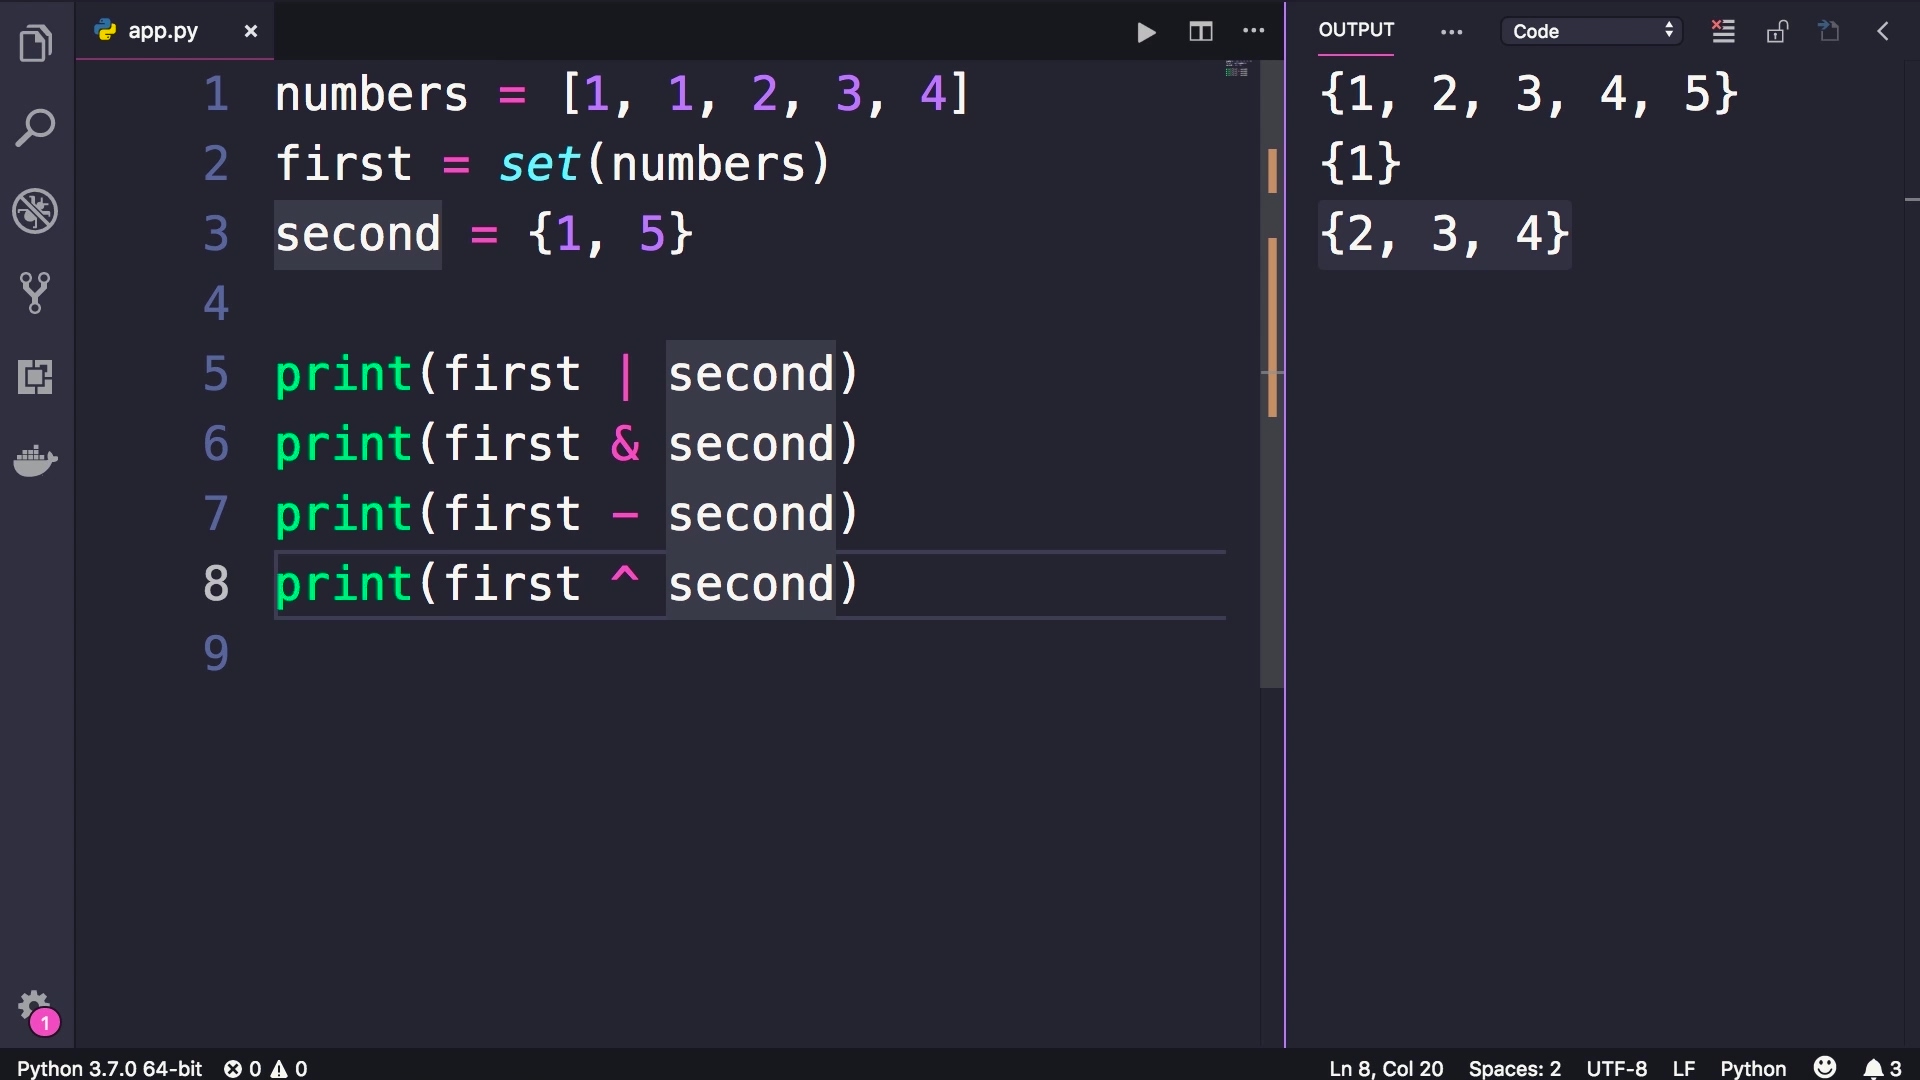 app.py
1 numbers = [1, 1, 2, 3, 4]
2 first = set(numbers)
3 second = {1, 5}
4
5 print(first | second)
6 print(first & second)
7 print(first - second)
8 print(first ^ second)
9
OUTPUT
Code
{1, 2, 3, 4, 5}
{1}
{2, 3, 4}
1
Python 3.7.0 64-bit 0 0
Ln 8, Col 20 Spaces: 2 UTF-8 LF Python 3